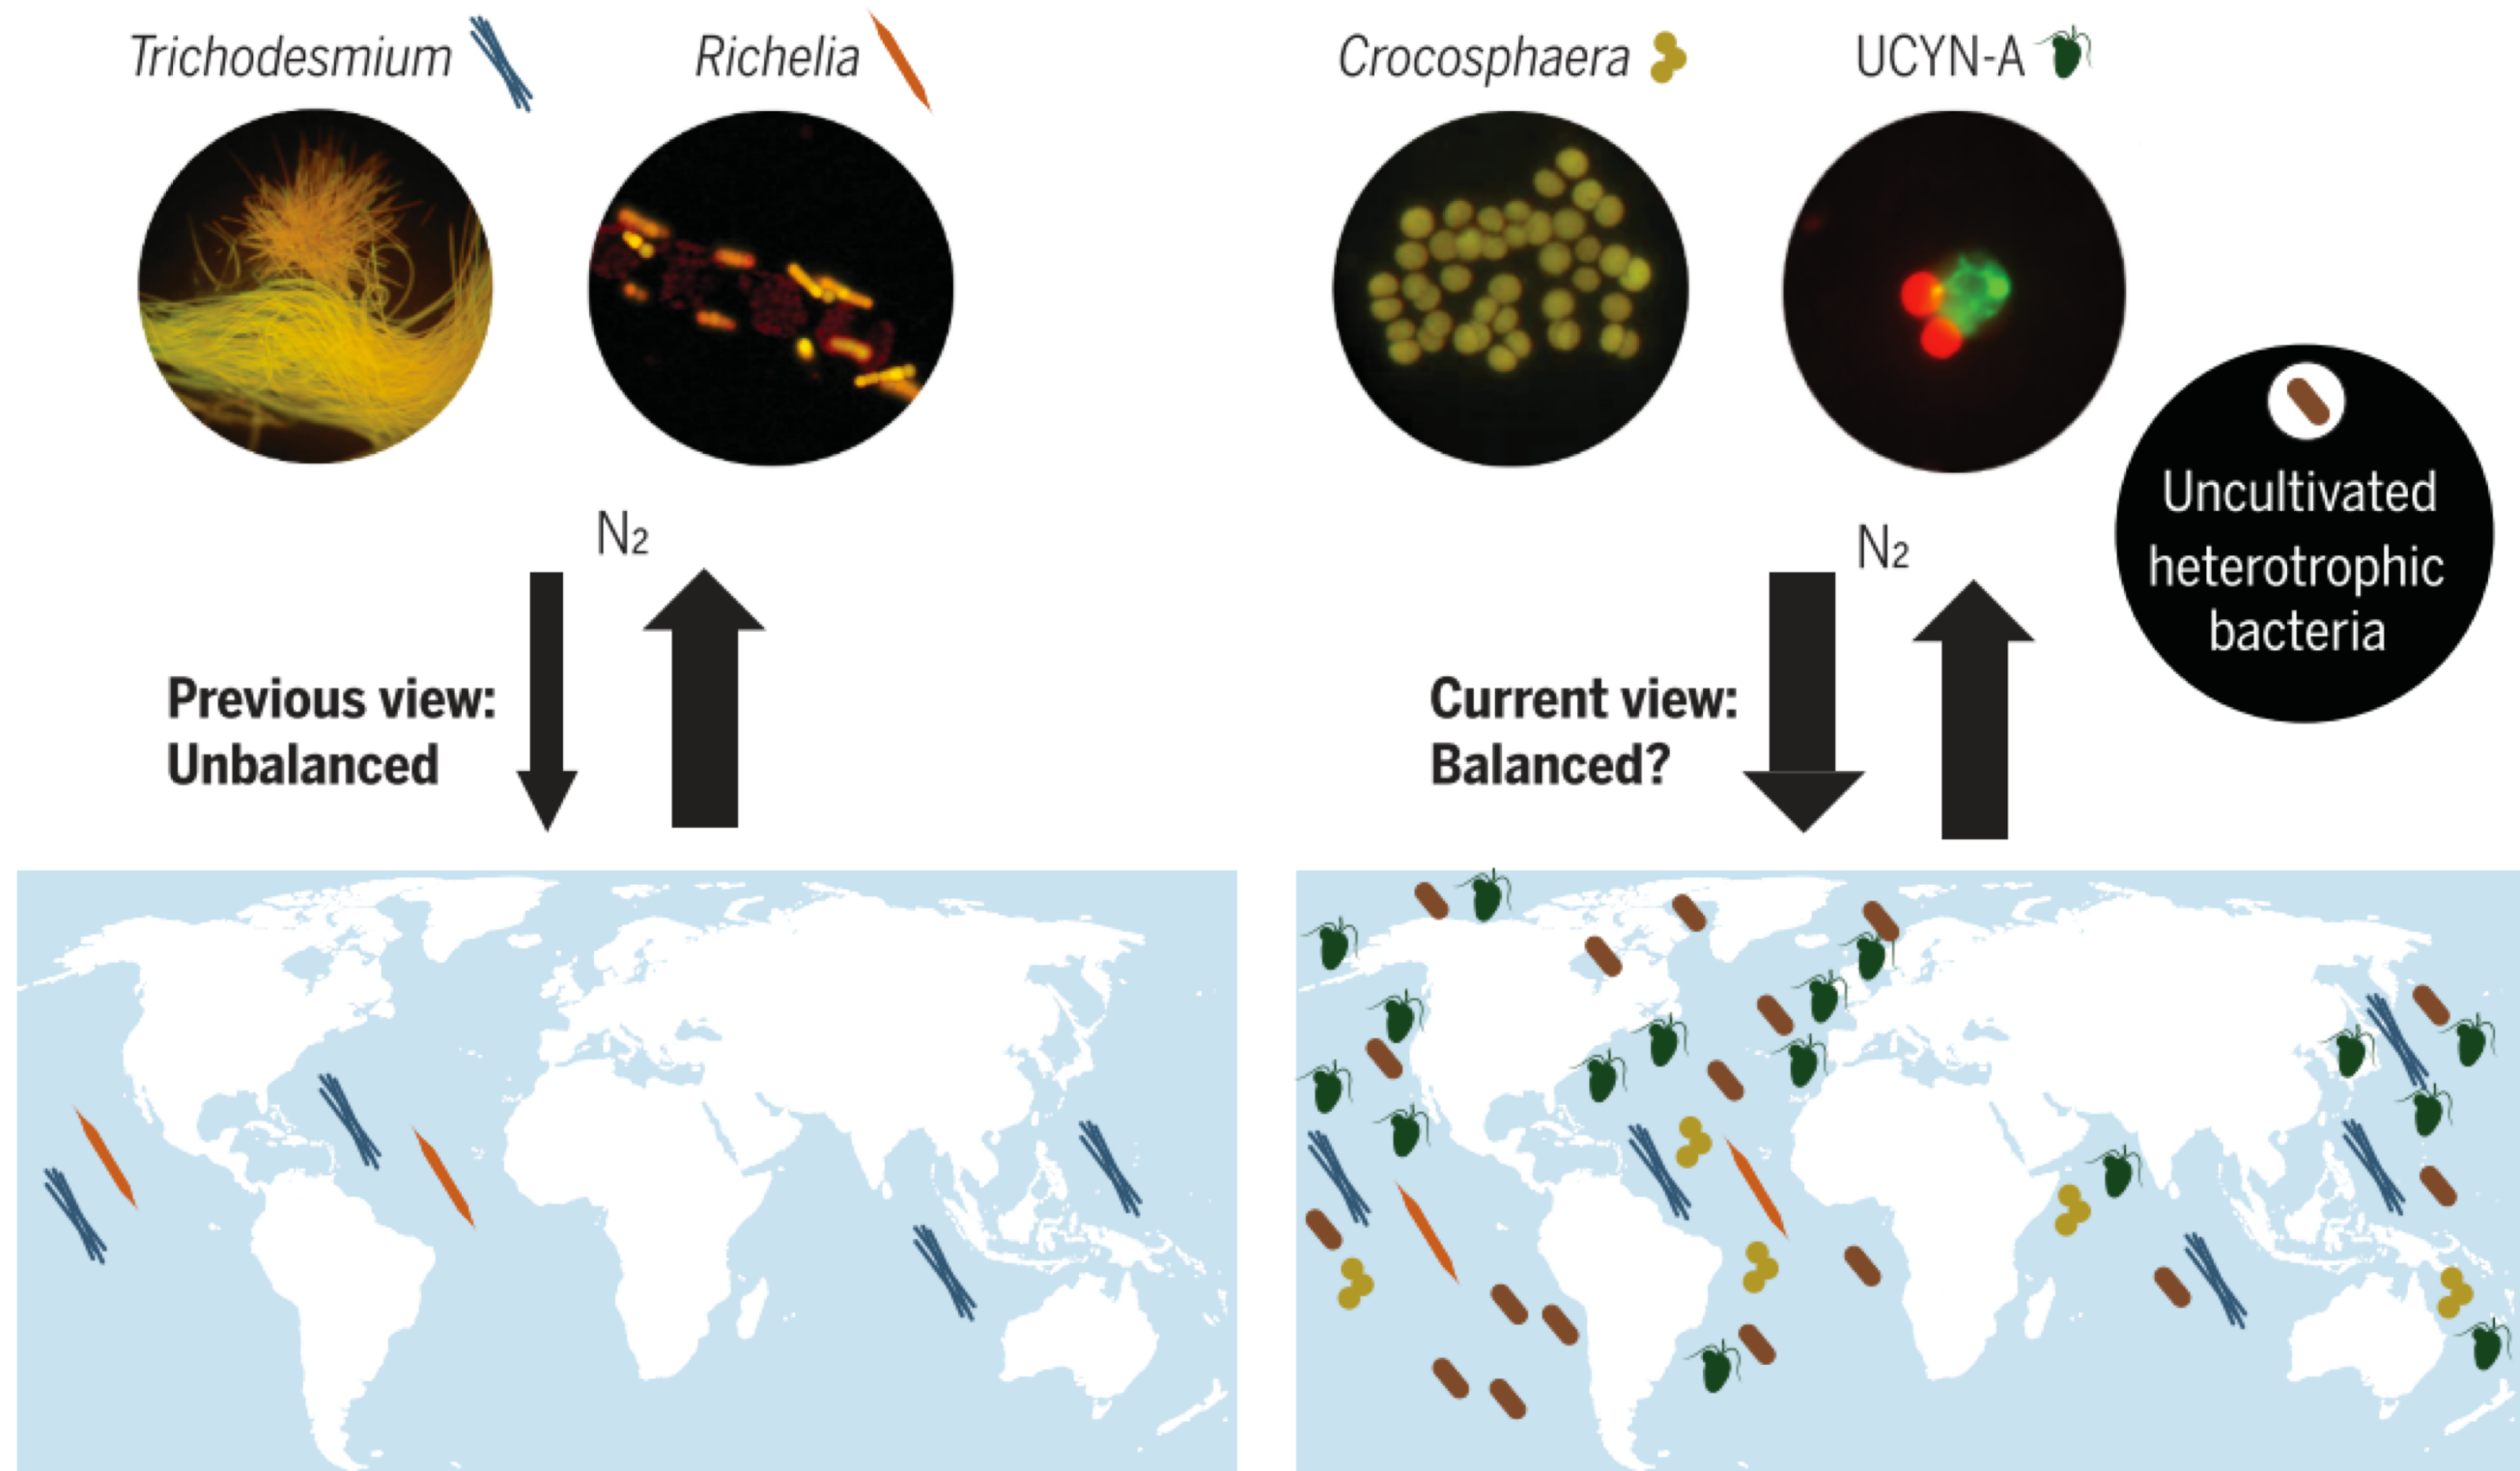 Trichodesmium
Richelia
Crocosphaera
UCYN-A
Uncultivated
heterotrophic
bacteria
N2
Previous view:
Unbalanced
N2
Current view:
Balanced?